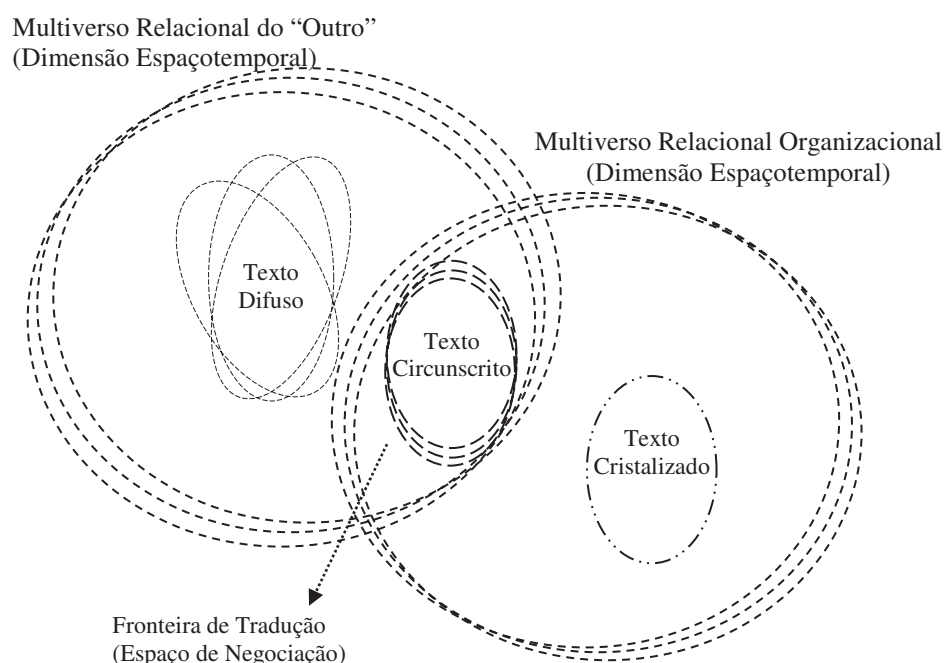 Multiverso Relacional do “Outro”
(Dimensão Espaçotemporal)
Multiverso Relacional Organizacional
(Dimensão Espaçotemporal)
Texto
Difuso
Texto
Circunscrito
Texto
Cristalizado
Fronteira de Tradução
(Espaço de Negociação)